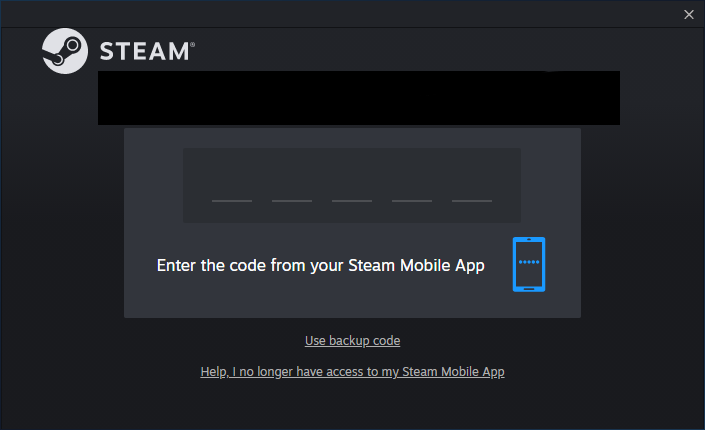 STEAM®
Enter the code from your Steam Mobile App
Use backup code
Help, I no longer have access to my Steam Mobile App